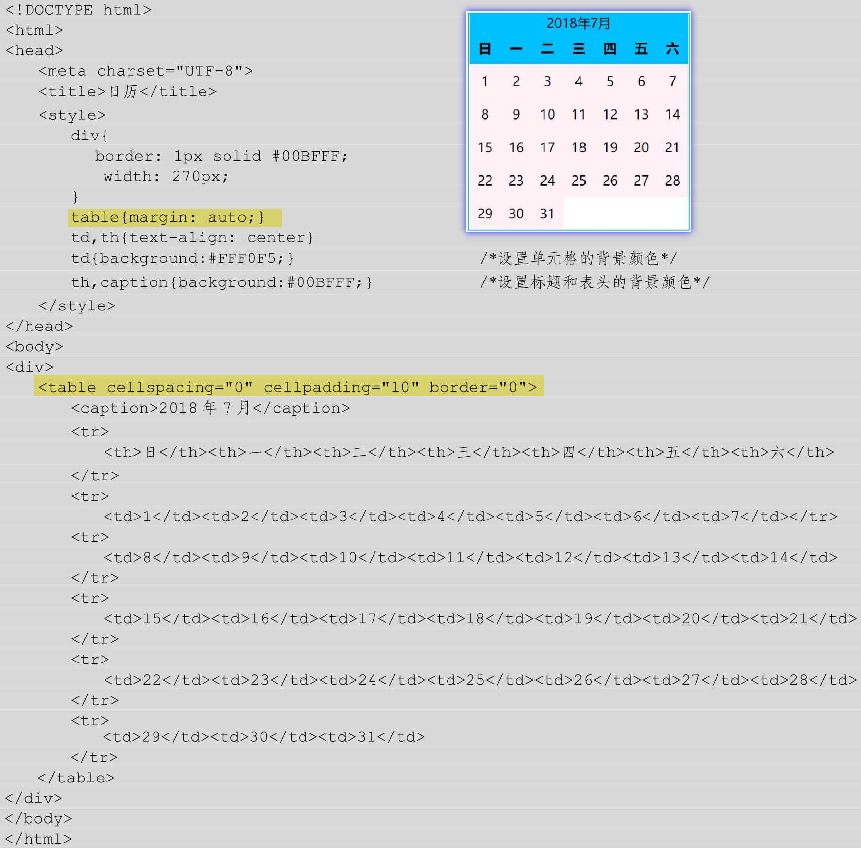 <!DOCTYPE html>
<html>
<head>
<meta charset="UTF-8">
<title>日历</title>
<style>
div{
border: 1px solid #00BFFF;
width: 270px;
}
table{margin: auto;}
td,th{text-align: center}
td{background:#FFF0F5;} /*设置单元格的背景颜色*/
th,caption{background:#00BFFF;} /*设置标题和表头的背景颜色*/
</style>
</head>
<body>
<div>
<table cellspacing="0" cellpadding="10" border="0">
<caption>2018年7月</caption>
<tr>
<th>日</th><th>一</th><th>二</th><th>三</th><th>四</th><th>五</th><th>六</th>
</tr>
<tr>
<td>1</td><td>2</td><td>3</td><td>4</td><td>5</td><td>6</td><td>7</td></tr>
<tr>
<td>8</td><td>9</td><td>10</td><td>11</td><td>12</td><td>13</td><td>14</td>
</tr>
<tr>
<td>15</td><td>16</td><td>17</td><td>18</td><td>19</td><td>20</td><td>21</td>
</tr>
<tr>
<td>22</td><td>23</td><td>24</td><td>25</td><td>26</td><td>27</td><td>28</td>
</tr>
<tr>
<td>29</td><td>30</td><td>31</td>
</tr>
</table>
</div>
</body>
</html>
2018年7月
日 一 二 三 四 五 六
1 2 3 4 5 6 7
8 9 10 11 12 13 14
15 16 17 18 19 20 21
22 23 24 25 26 27 28
29 30 31